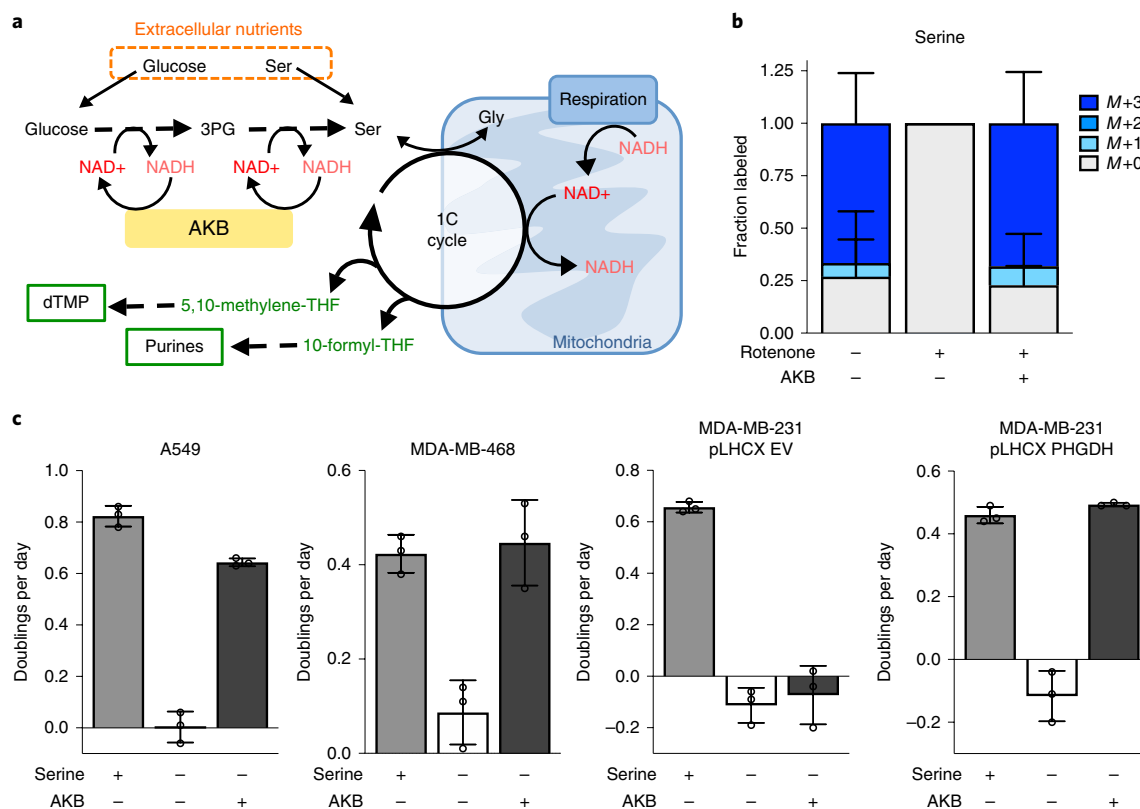 a
Extracellular nutrients
Glucose Ser
Glucose 3PG Ser
NAD+ NADH NAD+ NADH
AKB
Gly
Respiration
NADH
NAD+
1C
cycle
NADH
dTMP 5,10-methylene-THF
Purines 10-formyl-THF
Mitochondria
b
Serine
1.25
1.00
0.75
0.50
0.25
0.00
Fraction labeled
M+3
M+2
M+1
M+0
Rotenone – + +
AKB – – +
c
A549
1.0
0.8
0.6
0.4
0.2
0.0
Doublings per day
Serine + – –
AKB – – +
MDA-MB-468
0.6
0.4
0.2
0.0
Doublings per day
+ – –
– – +
MDA-MB-231
pLHCX EV
0.8
0.6
0.4
0.2
0.0
–0.2
Doublings per day
+ – –
– – +
MDA-MB-231
pLHCX PHGDH
0.6
0.4
0.2
0.0
–0.2
Doublings per day
+ – –
– – +